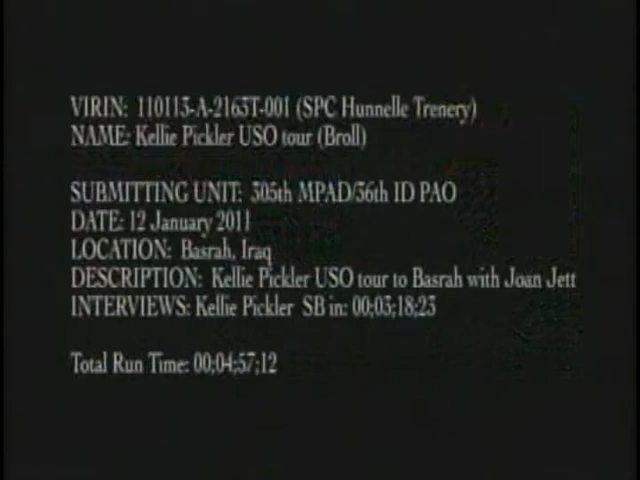 VIRIN: 110113-A-2163T-001 (SPC Hunnelle Trenery)
NAME: Kellie Pickler USO tour (Broll)
SUBMITTING UNIT: 305th MPAD/36th ID PAO
DATE: 12 January 2011
LOCATION: Basrah, Iraq
DESCRIPTION: Kellie Pickler USO tour to Basrah with Joan Jett
INTERVIEWS: Kellie Pickler SB in: 00;03;18;23
Total Run Time: 00;04;57;12